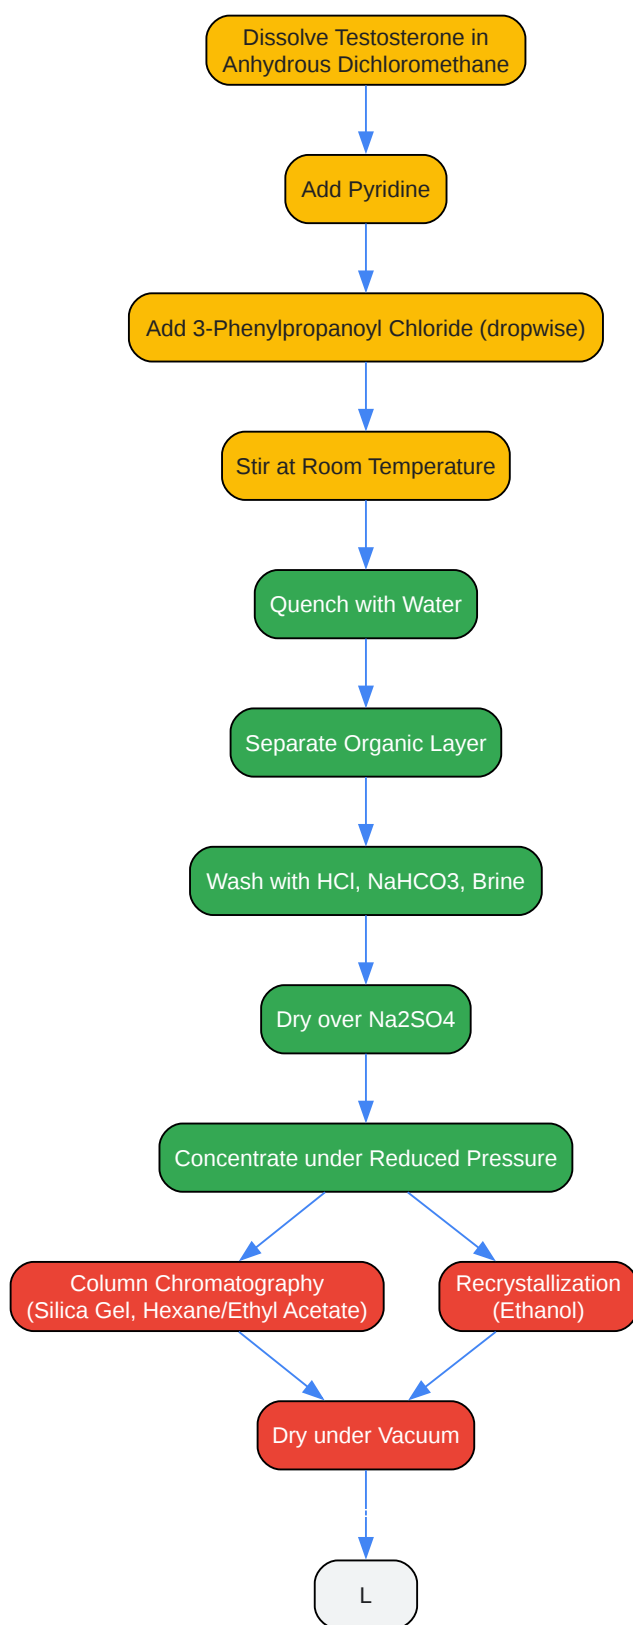 Dissolve Testosterone in
Anhydrous Dichloromethane
Add Pyridine
Add 3-Phenylpropanoyl Chloride (dropwise)
Stir at Room Temperature
Quench with Water
Separate Organic Layer
Wash with HCl, NaHCO3, Brine
Dry over Na2SO4
Concentrate under Reduced Pressure
Column Chromatography
(Silica Gel, Hexane/Ethyl Acetate)
Recrystallization
(Ethanol)
Dry under Vacuum
L